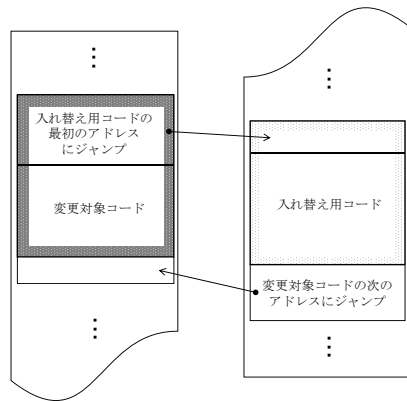 入れ替え用コードの
最初のアドレス
にジャンプ
変更対象コード
入れ替え用コード
変更対象コードの次の
アドレスにジャンプ